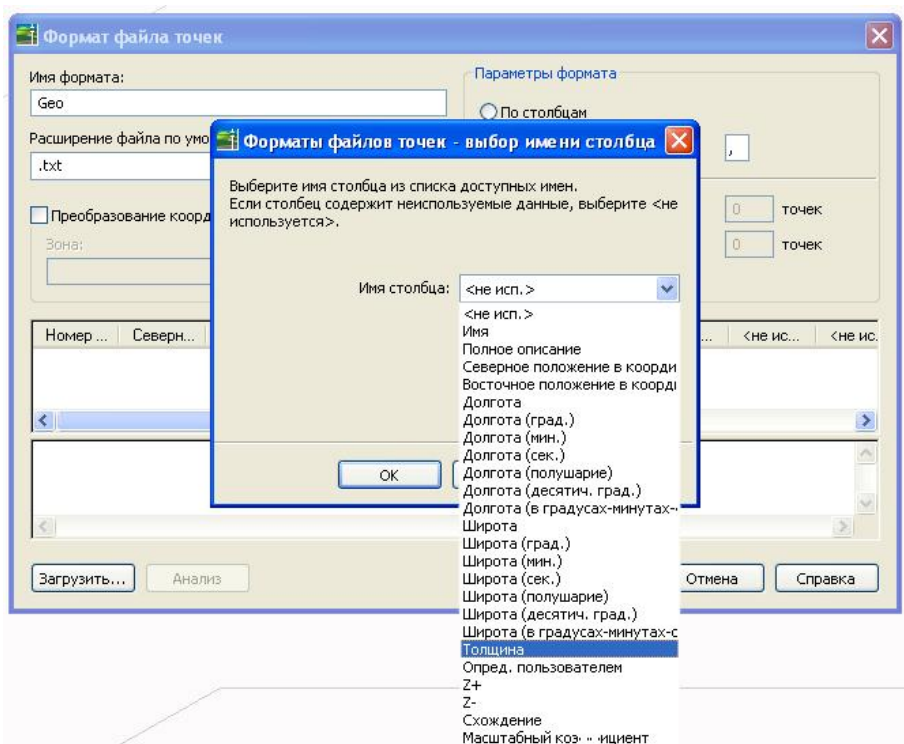 Формат файла точек
Имя формата:
Geo
Параметры формата
По столбцам
Расширение файла по умо
.txt
,
Преобразование коорд
Зона:
0 точек
0 точек
Форматы файлов точек - выбор имени столбца
Выберите имя столбца из списка доступных имен.
Если столбец содержит неиспользуемые данные, выберите <не
используется>.
Имя столбца: <не исп.>
<не исп.>
Имя
Полное описание
Северное положение в коорди
Восточное положение в коорди
Долгота
Долгота (град.)
Долгота (мин.)
Долгота (сек.)
Долгота (полушарие)
Долгота (десятич. град.)
Долгота (в градусах-минутах-
Широта
Широта (град.)
Широта (мин.)
Широта (сек.)
Широта (полушарие)
Широта (десятич. град.)
Широта (в градусах-минутах-с
Толщина
Опред. пользователем
Z+
Z-
Схождение
Масштабный
OK
Номер ... Северн... ... <не ис... <не ис.
Загрузить... Анализ Отмена Справка